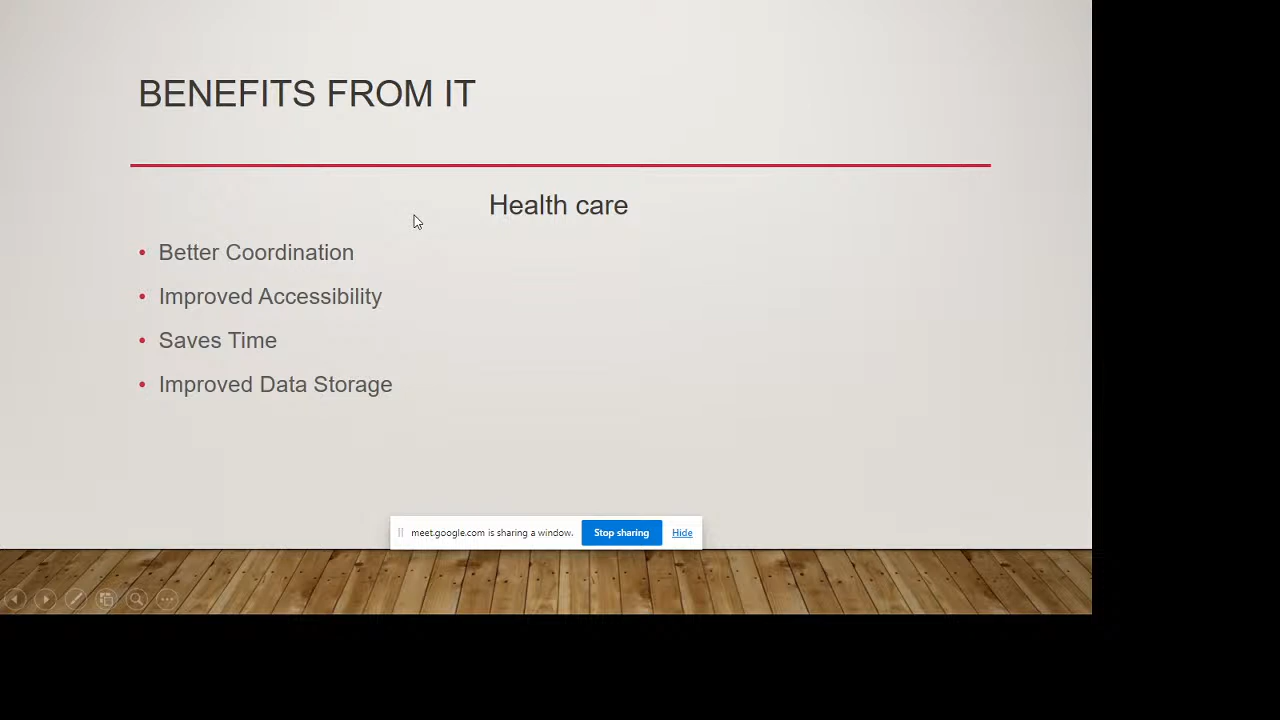 BENEFITS FROM IT
Health care
• Better Coordination
• Improved Accessibility
• Saves Time
• Improved Data Storage
meet.google.com is sharing a window. Stop sharing Hide